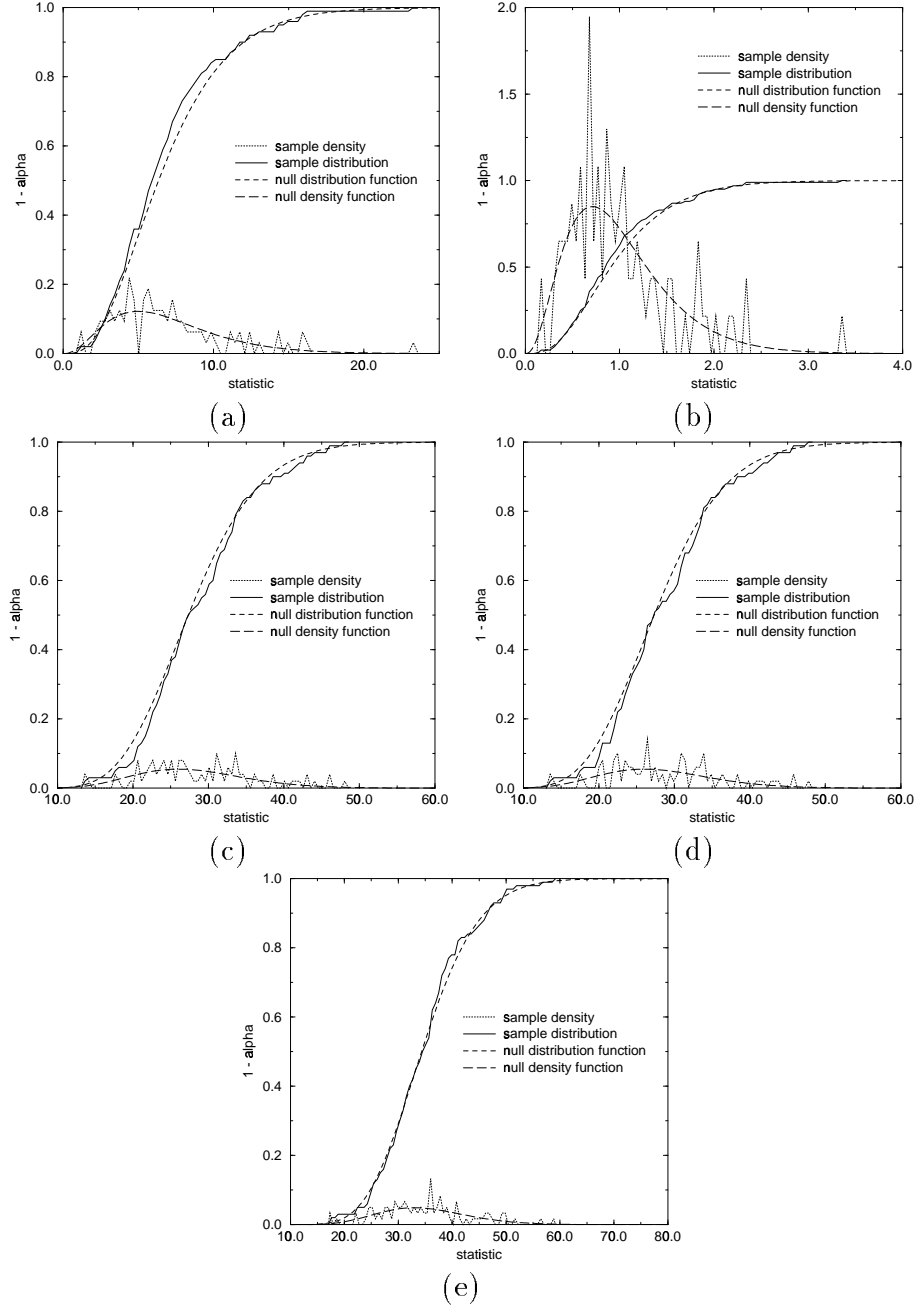 1.0
0.8
0.6
0.4
0.2
0.0
1 - alpha
sample density
sample distribution
null distribution function
null density function
0.0 10.0 20.0
statistic
(a)
2.0
1.5
1.0
0.5
0.0
1 - alpha
sample density
sample distribution
null distribution function
null density function
0.0 1.0 2.0 3.0 4.0
statistic
(b)
1.0
0.8
0.6
0.4
0.2
0.0
1 - alpha
sample density
sample distribution
null distribution function
null density function
10.0 20.0 30.0 40.0 50.0 60.0
statistic
(c)
1.0
0.8
0.6
0.4
0.2
0.0
1 - alpha
sample density
sample distribution
null distribution function
null density function
10.0 20.0 30.0 40.0 50.0 60.0
statistic
(d)
1.0
0.8
0.6
0.4
0.2
0.0
1 - alpha
sample density
sample distribution
null distribution function
null density function
10.0 20.0 30.0 40.0 50.0 60.0 70.0 80.0
statistic
(e)